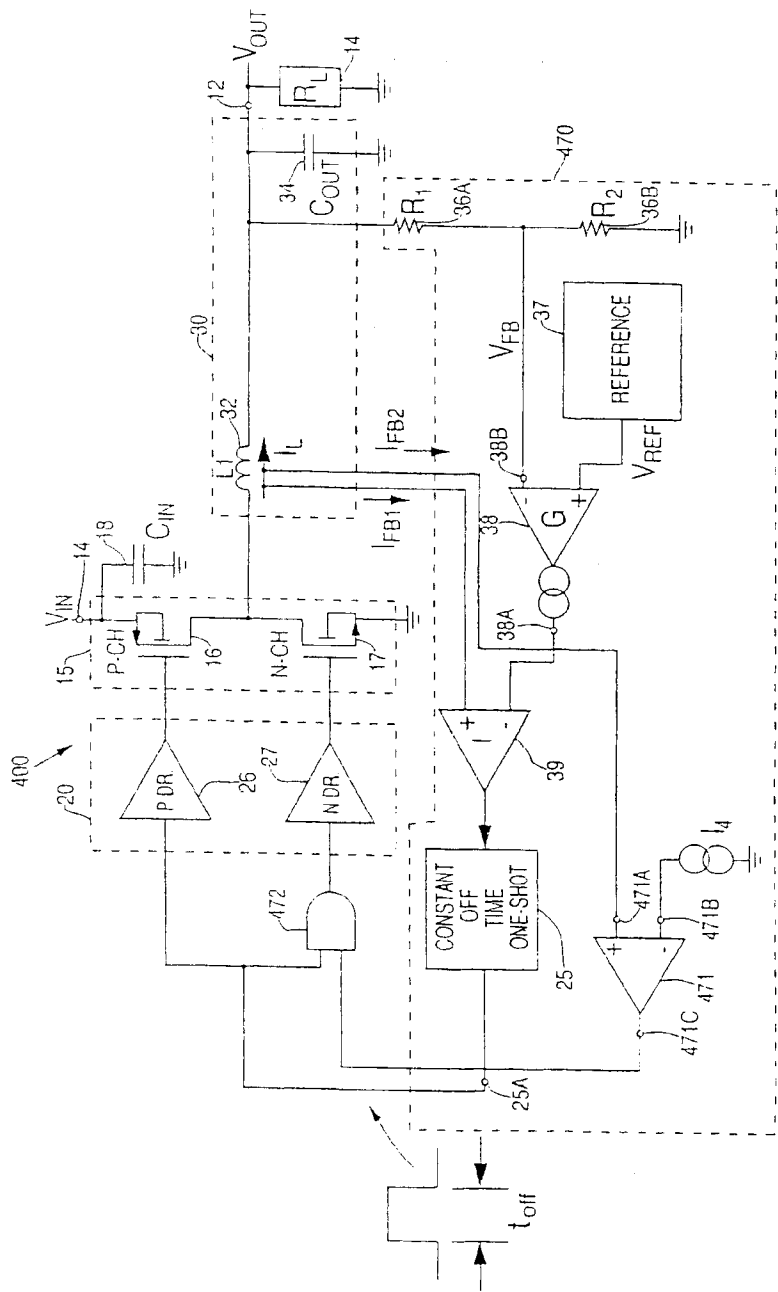 400
20
15
V_IN
14
18
C_IN
P-CH
16
N-CH
17
PDR
26
NDR
27
472
30
L1
32
I_L
I_FB1
I_FB2
12
V_OUT
34
C_OUT
R_L
14
470
R_1
36A
R_2
36B
V_FB
37
REFERENCE
V_REF
38B
38
G
-
+
38A
I
+
-
39
CONSTANT
OFF
TIME
ONE-SHOT
25
25A
471A
471B
+
-
471
471C
I_4
t_off